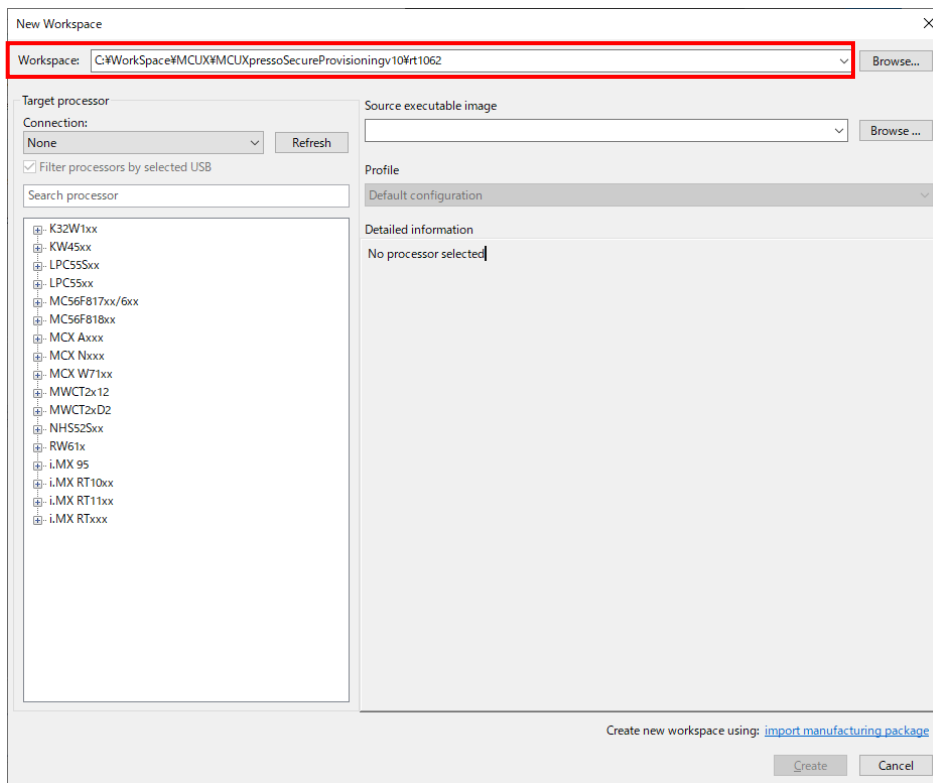 New Workspace
Workspace: C:¥WorkSpace¥MCUX¥MCUXpressoSecureProvisioningv10¥rt1062 Browse...
Target processor
Connection:
None Refresh
Filter processors by selected USB
Search processor
K32W1xx
KW45xx
LPC55Sxx
LPC55xx
MC56F817xx/6xx
MC56F818xx
MCX Axxx
MCX Nxxx
MCX W71xx
MWCT2x12
MWCT2xD2
NHS52Sxx
RW61x
i.MX 95
i.MX RT10xx
i.MX RT11xx
i.MX RTxxx
Source executable image
Browse ...
Profile
Default configuration
Detailed information
No processor selected
Create new workspace using: import manufacturing package
Create Cancel